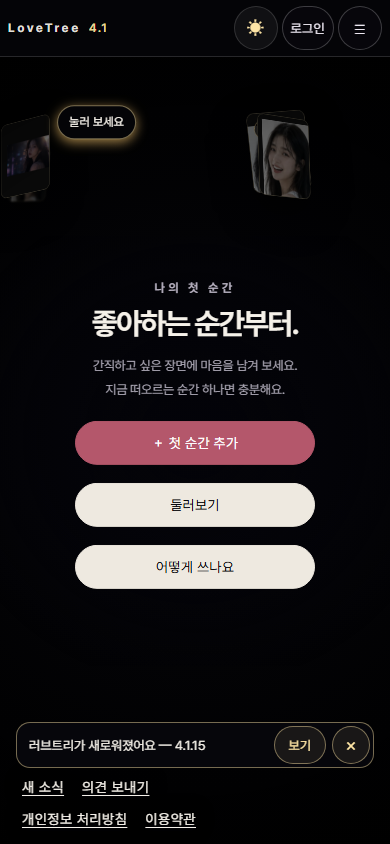 LoveTree 4.1
로그인
눌러 보세요
나의 첫 순간
좋아하는 순간부터.
간직하고 싶은 장면에 마음을 남겨 보세요.
지금 떠오르는 순간 하나면 충분해요.
+ 첫 순간 추가
둘러보기
어떻게 쓰나요
러브트리가 새로워졌어요 — 4.1.15
보기
새 소식 의견 보내기
개인정보 처리방침 이용약관